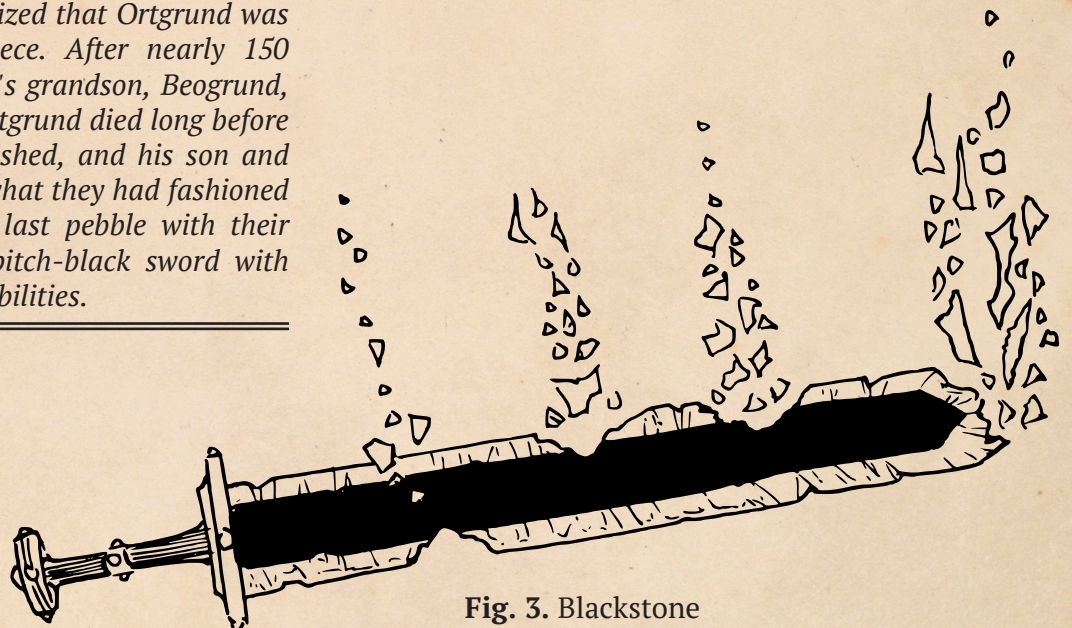 ized that Ortgrund was
ece. After nearly 150
's grandson, Beogrund,
tgrund died long before
shed, and his son and
what they had fashioned
last pebble with their
pitch-black sword with
bilities.
Fig. 3. Blackstone